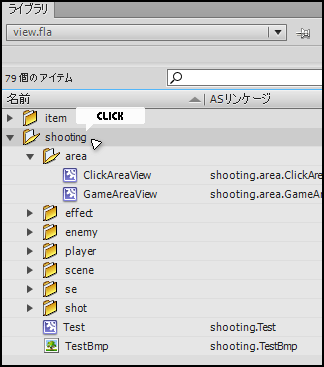 ライブラリ
view.fla
79 個のアイテム
名前 ASリンケージ
item
CLICK
shooting
area
ClickAreaView shooting.area.ClickAre
GameAreaView shooting.area.GameAre
effect
enemy
player
scene
se
shot
Test shooting.Test
TestBmp shooting.TestBmp